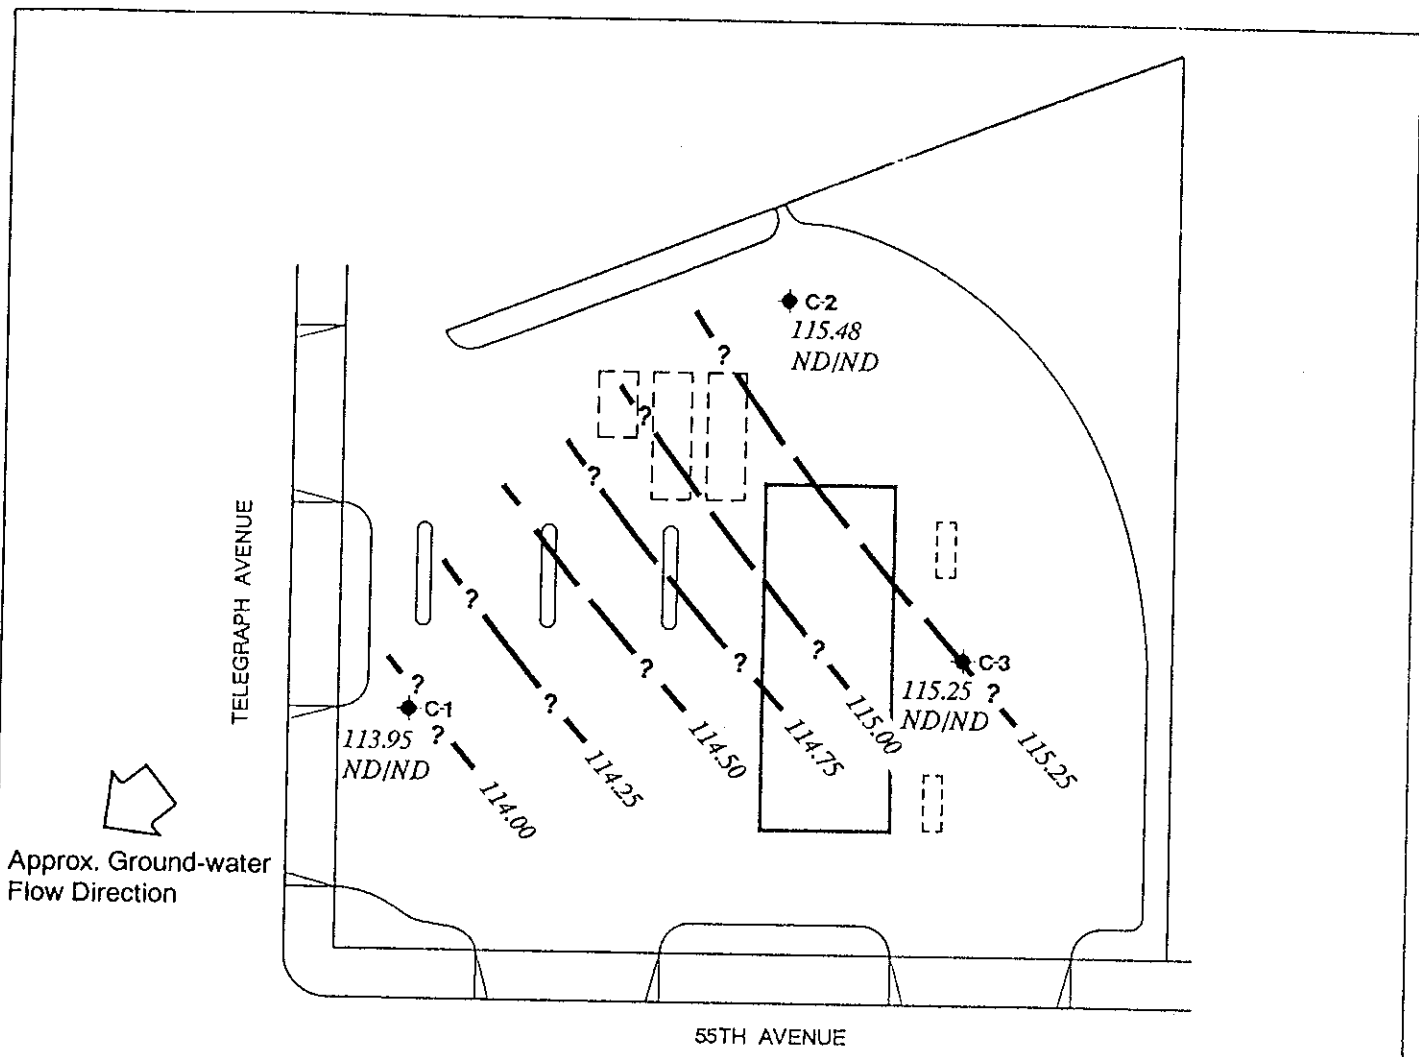 C-2
115.48
ND/ND
?
?
?
?
?
?
?
?
TELEGRAPH AVENUE
C-3
115.25
ND/ND
?
?
C-1
113.95
ND/ND
?
114.00
114.25
114.50
114.75
115.00
115.25
Approx. Ground-water
Flow Direction
55TH AVENUE